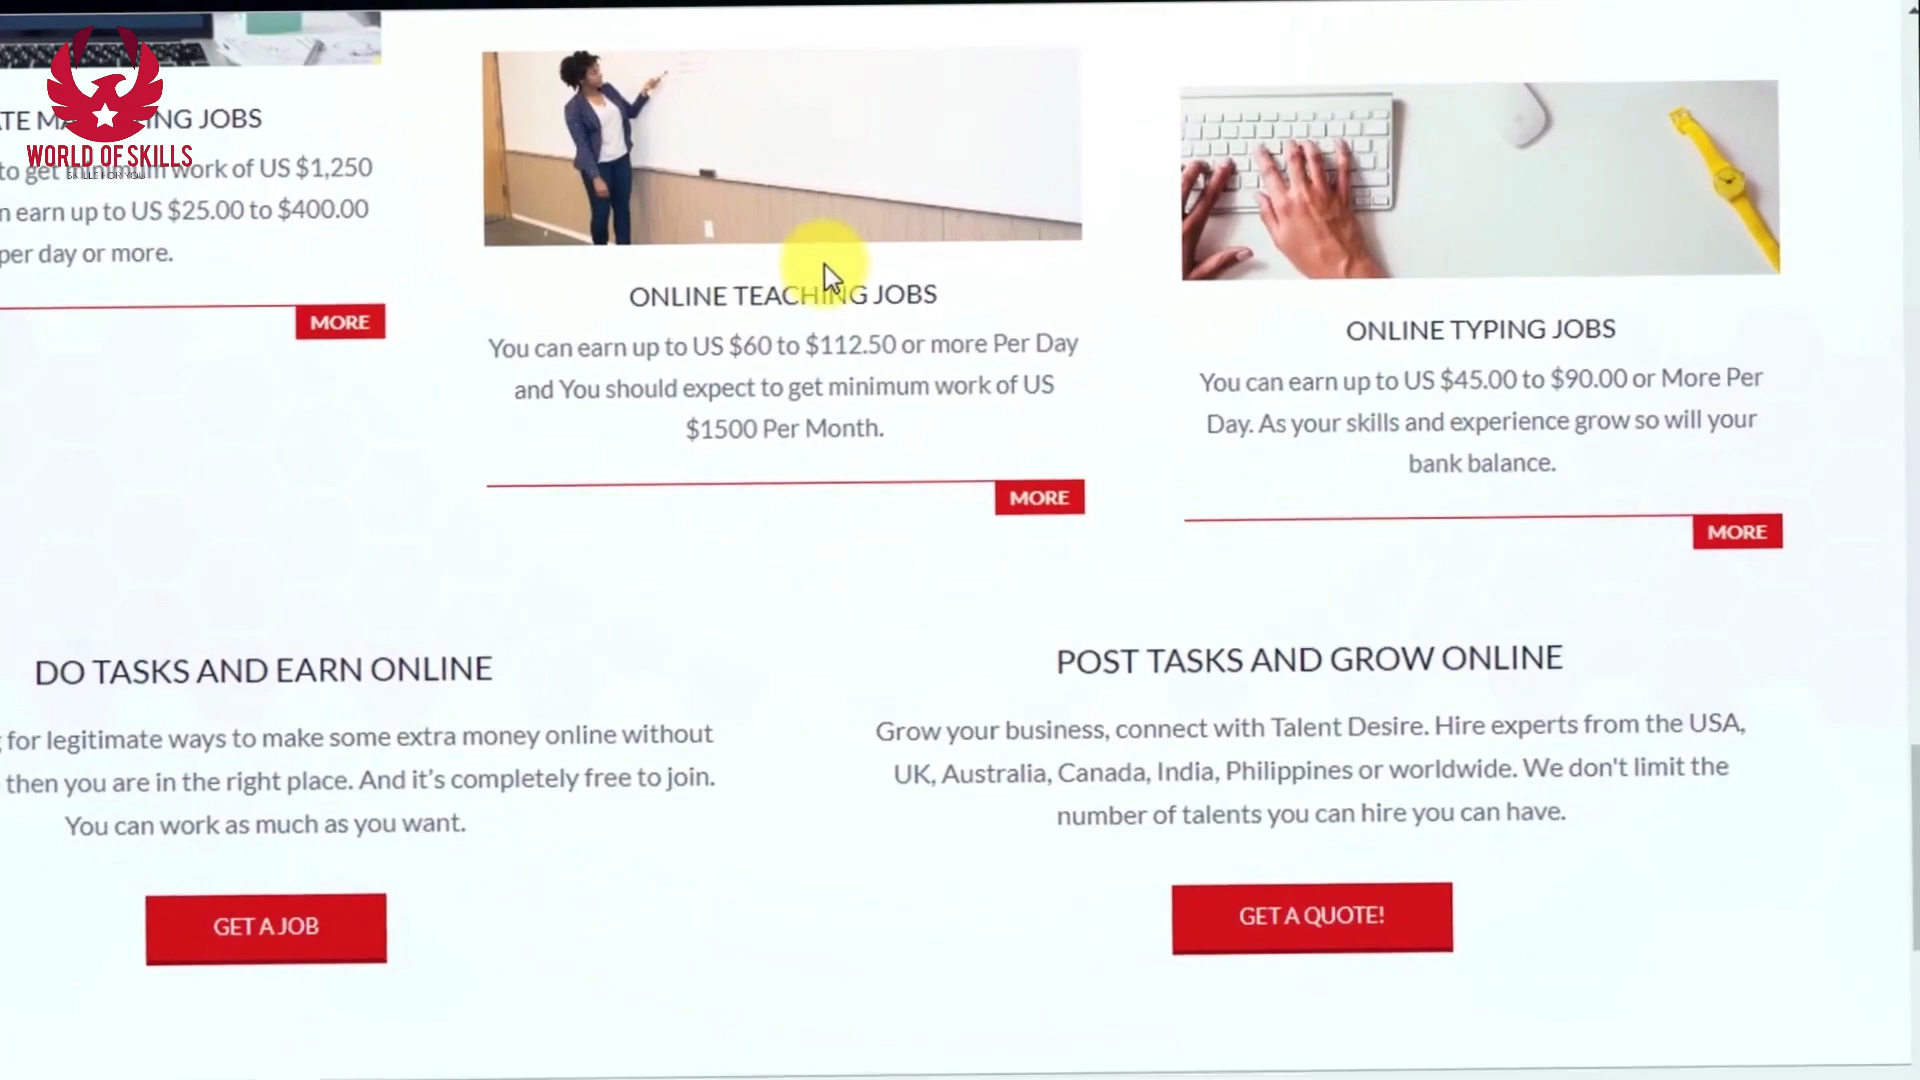 WORLD OF SKILLS
SKILLS FOR YOU
NG JOBS
to get minimum work of US $1,250
earn up to US $25.00 to $400.00
per day or more.
MORE
ONLINE TEACHING JOBS
You can earn up to US $60 to $112.50 or more Per Day
and You should expect to get minimum work of US
$1500 Per Month.
MORE
ONLINE TYPING JOBS
You can earn up to US $45.00 to $90.00 or More Per
Day. As your skills and experience grow so will your
bank balance.
MORE
DO TASKS AND EARN ONLINE
for legitimate ways to make some extra money online without
then you are in the right place. And it's completely free to join.
You can work as much as you want.
GET A JOB
POST TASKS AND GROW ONLINE
Grow your business, connect with Talent Desire. Hire experts from the USA,
UK, Australia, Canada, India, Philippines or worldwide. We don't limit the
number of talents you can hire you can have.
GET A QUOTE!